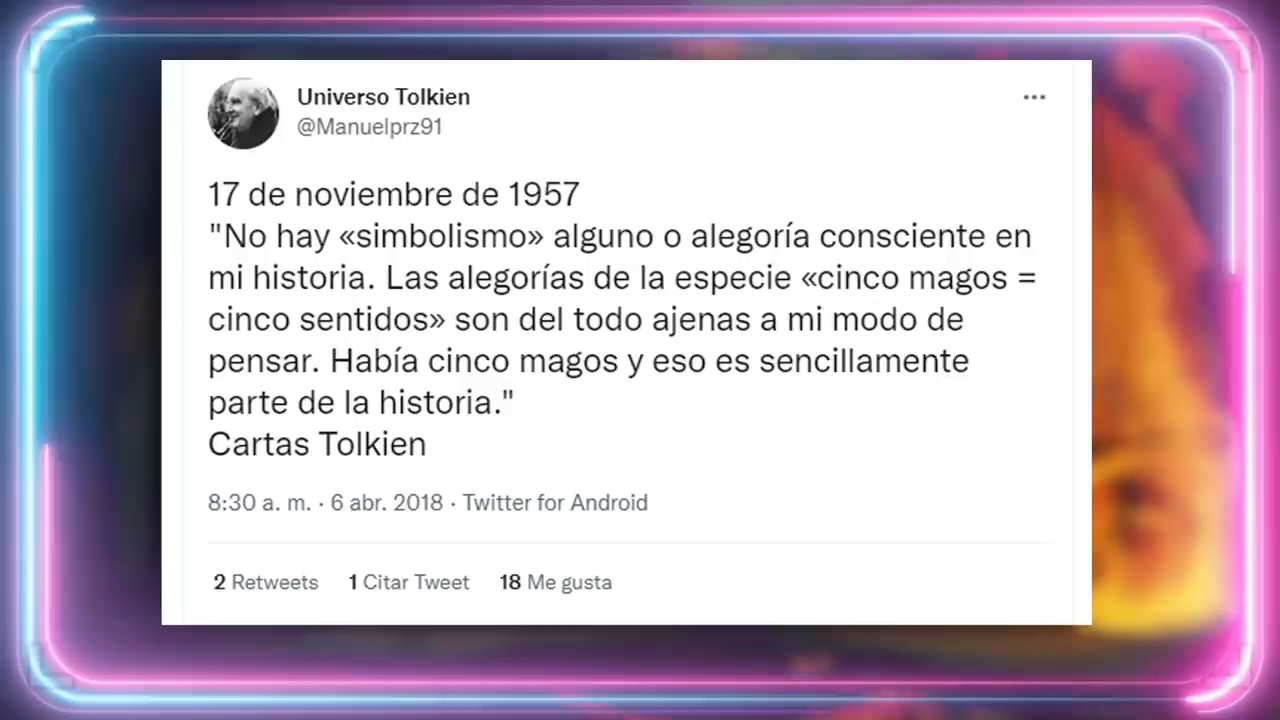 Universo Tolkien
@Manuelprz91
17 de noviembre de 1957
"No hay «simbolismo» alguno o alegoría consciente en
mi historia. Las alegorías de la especie «cinco magos =
cinco sentidos» son del todo ajenas a mi modo de
pensar. Había cinco magos y eso es sencillamente
parte de la historia."
Cartas Tolkien
8:30 a. m. · 6 abr. 2018 · Twitter for Android
2 Retweets 1 Citar Tweet 18 Me gusta